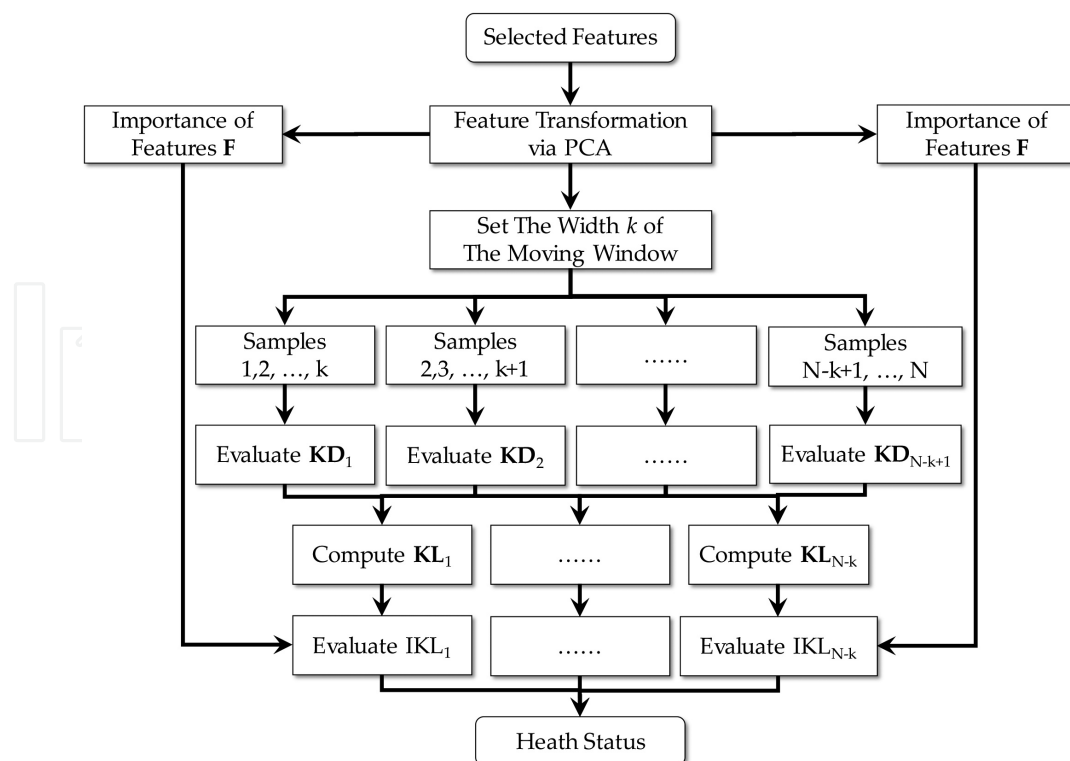 Selected Features
Importance of
Features F
Feature Transformation
via PCA
Importance of
Features F
Set The Width k of
The Moving Window
Samples
1,2, …, k
Samples
2,3, …, k+1
……
Samples
N-k+1, …, N
Evaluate KD1
Evaluate KD2
……
Evaluate KDN-k+1
Compute KL1
……
Compute KLN-k
Evaluate IKL1
……
Evaluate IKLN-k
Heath Status